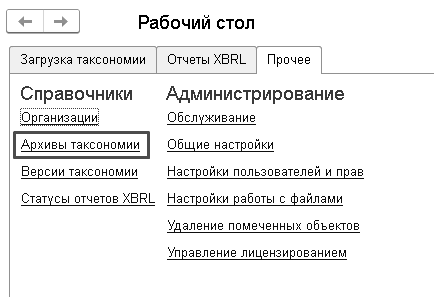 Рабочий стол
Загрузка таксономии Отчеты XBRL Прочее
Справочники
Организации
Архивы таксономии
Версии таксономии
Статусы отчетов XBRL
Администрирование
Обслуживание
Общие настройки
Настройки пользователей и прав
Настройки работы с файлами
Удаление помеченных объектов
Управление лицензированием